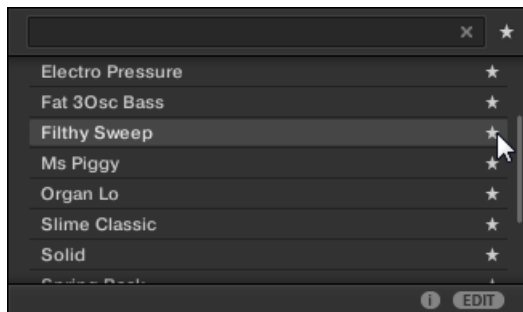 Electro Pressure
Fat 3Osc Bass
Filthy Sweep
Ms Piggy
Organ Lo
Slime Classic
Solid
i EDIT